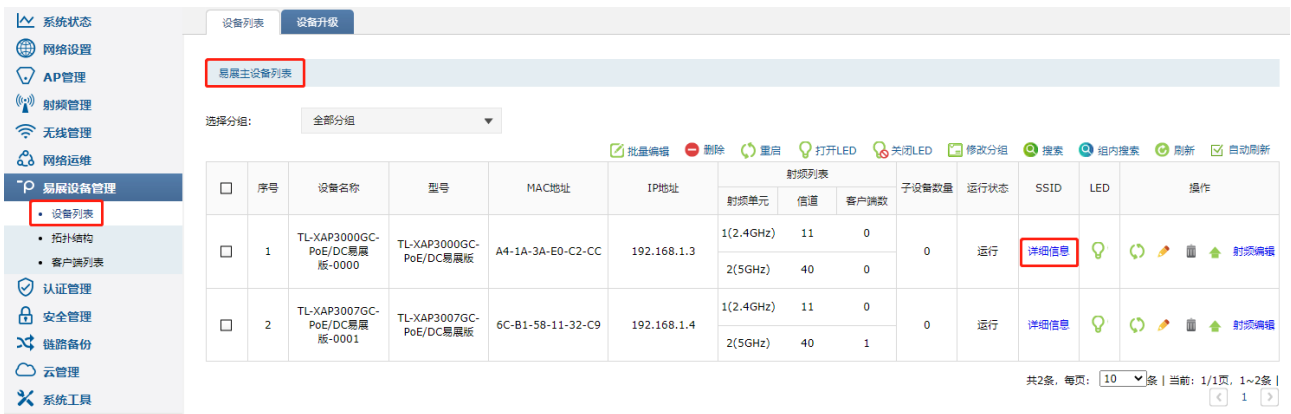 系统状态
网络设置
AP管理
射频管理
无线管理
网络运维
易展设备管理
• 设备列表
• 拓扑结构
• 客户端列表
认证管理
安全管理
链路备份
云管理
系统工具
设备列表 设备升级
易展主设备列表
选择分组: 全部分组
批量编辑 删除 重启 打开LED 关闭LED 修改分组 搜索 组内搜索 刷新 自动刷新
序号 设备名称 型号 MAC地址 IP地址 射频列表 子设备数量 运行状态 SSID LED 操作
射频单元 信道 客户端数
1 TL-XAP3000GC-
PoE/DC易展
版-0000
TL-XAP3000GC-
PoE/DC易展版
A4-1A-3A-E0-C2-CC 192.168.1.3
1(2.4GHz) 11 0
2(5GHz) 40 0
0 运行 详细信息 射频编辑
2 TL-XAP3007GC-
PoE/DC易展
版-0001
TL-XAP3007GC-
PoE/DC易展版
6C-B1-58-11-32-C9 192.168.1.4
1(2.4GHz) 11 0
2(5GHz) 40 1
0 运行 详细信息 射频编辑
共2条, 每页: 10 条 | 当前: 1/1页, 1~2条 |
< 1 >